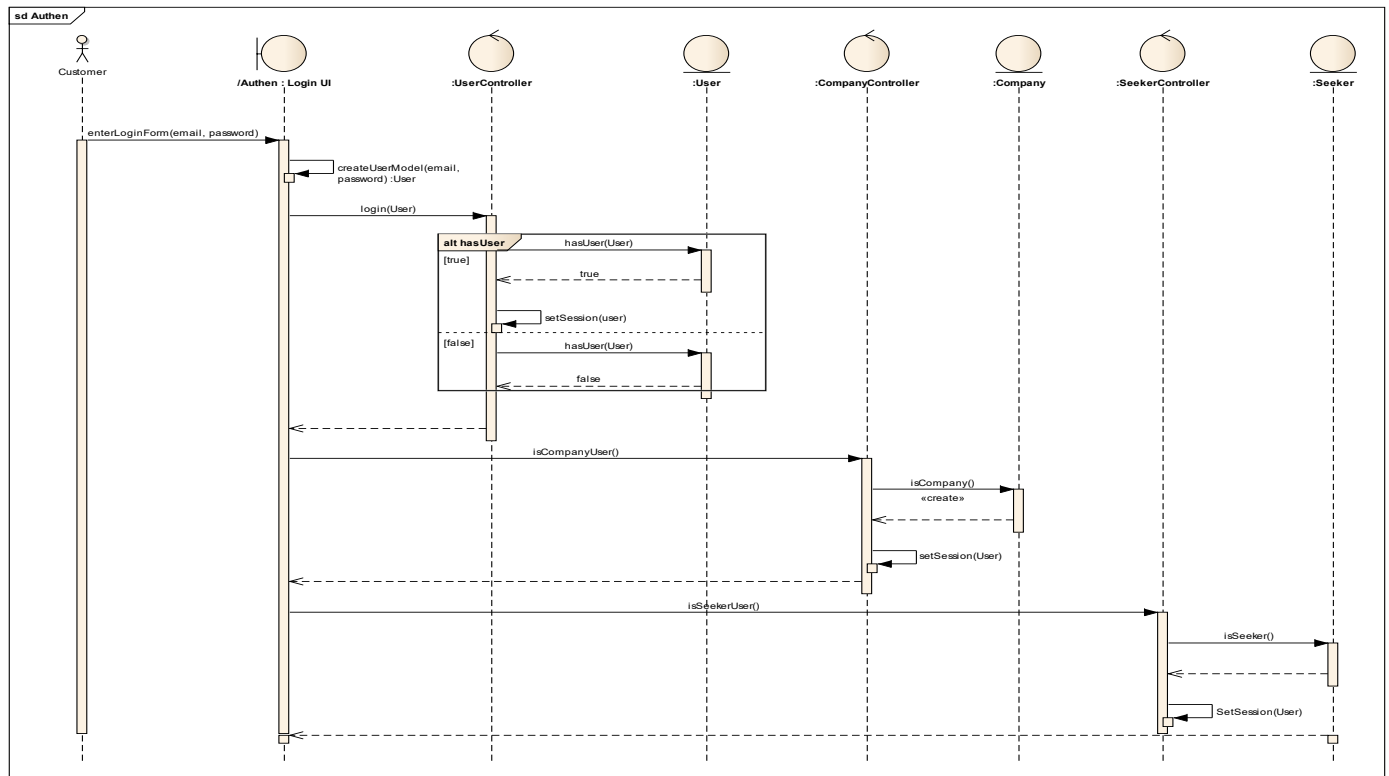 sd Authen
Customer
/Authen : Login UI
:UserController
:User
:CompanyController
:Company
:SeekerController
:Seeker
enterLoginForm(email, password)
createUserModel(email,
password) :User
login(User)
alt hasUser
hasUser(User)
[true]
true
setSession(user)
[false]
hasUser(User)
false
isCompanyUser()
isCompany()
«create»
setSession(User)
isSeekerUser()
isSeeker()
SetSession(User)